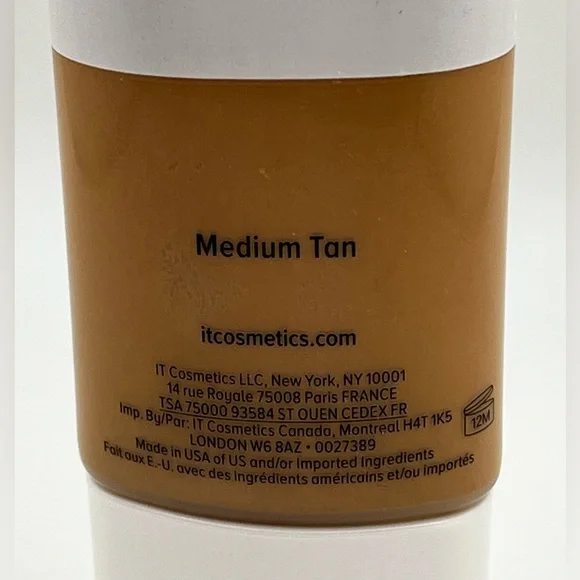 Medium Tan
itcosmetics.com
IT Cosmetics LLC, New York, NY 10001
14 rue Royale 75008 Paris FRANCE
TSA 75000 93584 ST OUEN CEDEX FR
Imp. By/Par: IT Cosmetics Canada, Montreal H4T 1K5
LONDON W6 8AZ • 0027389
Made in USA of US and/or imported ingredients
Fait aux É.-U. avec des ingrédients américains et/ou importés
12M